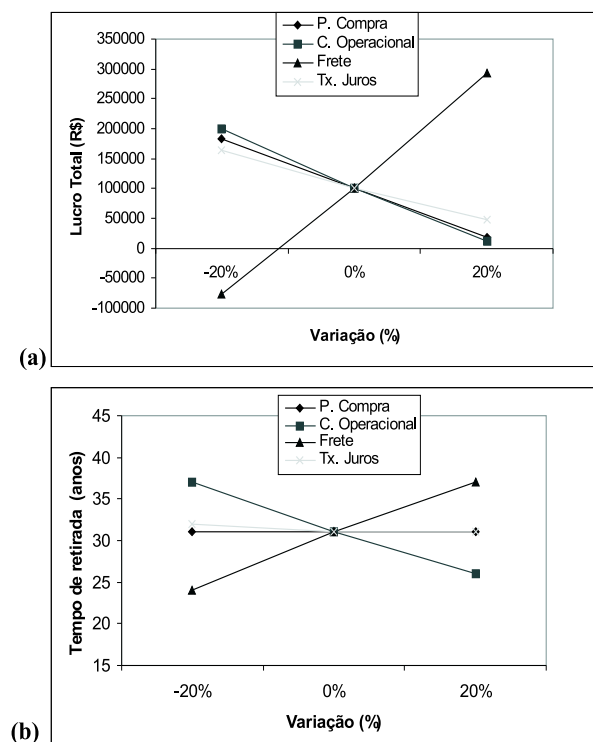 P. Compra
C. Operacional
Frete
Tx. Juros
350000
300000
250000
200000
150000
100000
50000
0
-50000
-100000
Lucro Total (R$)
-20% 0% 20%
Variação (%)
(a)
P. Compra
C. Operacional
Frete
Tx. Juros
45
40
35
30
25
20
15
Tempo de retirada (anos)
-20% 0% 20%
Variação (%)
(b)